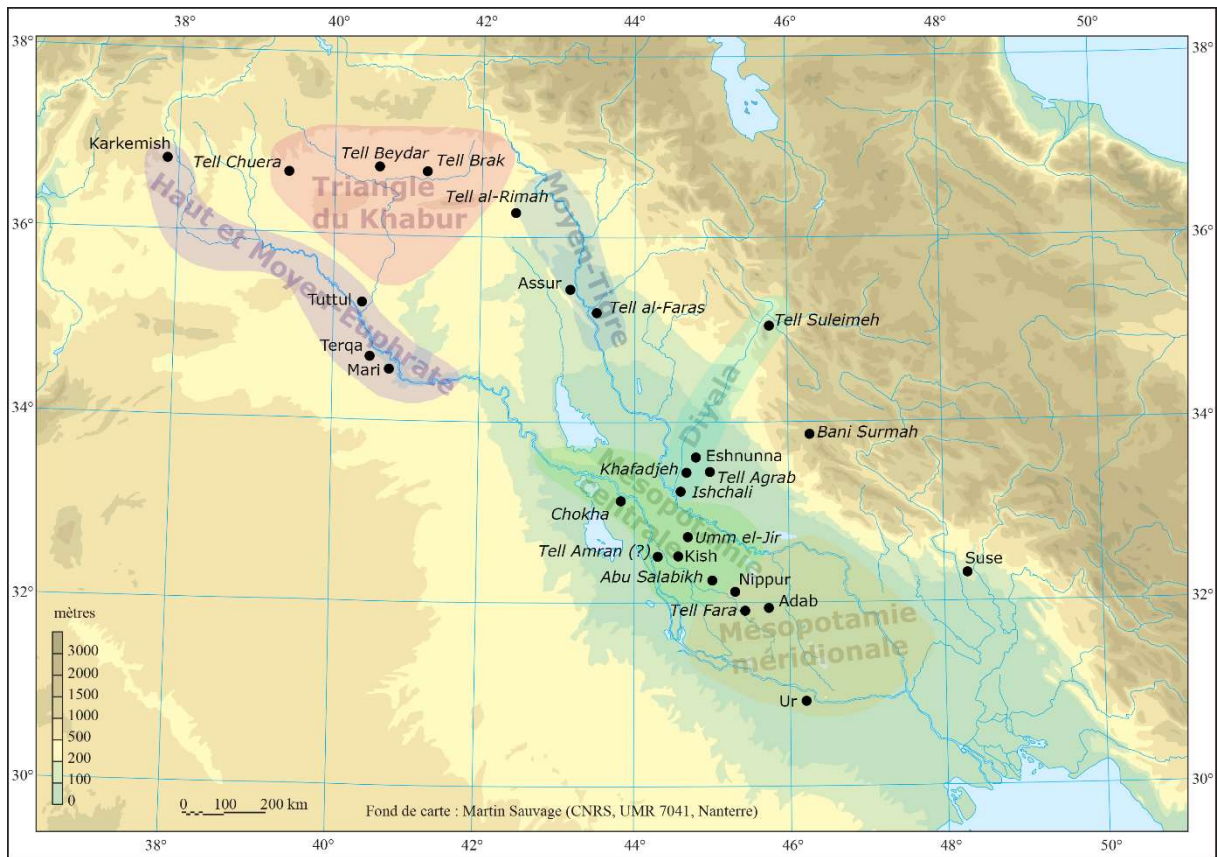 38°
40°
42°
44°
46°
48°
50°
38°
38°
Karkemish
Tell Chuera
Tell Beydar
Tell Brak
Triangle
du Khabur
Tell al-Rimah
Haut et Moyen-Euphrate
Moyen-Tigre
36°
36°
Assur
Tuttul
Tell al-Faras
Tell Suleimeh
Terqa
Mari
Diyala
34°
34°
Bani Surmah
Eshnunna
Khafadjeh
Tell Agrab
Ishchali
Mésopotamie
centrale
Chokha
Umm el-Jir
Tell Amran (?)
Kish
Suse
Abu Salabikh
Nippur
32°
32°
Tell Fara
Adab
Mésopotamie
méridionale
Ur
mètres
3000
2000
1500
1000
500
200
100
0
30°
30°
0
100
200 km
Fond de carte : Martin Sauvage (CNRS, UMR 7041, Nanterre)
38°
40°
42°
44°
46°
48°
50°